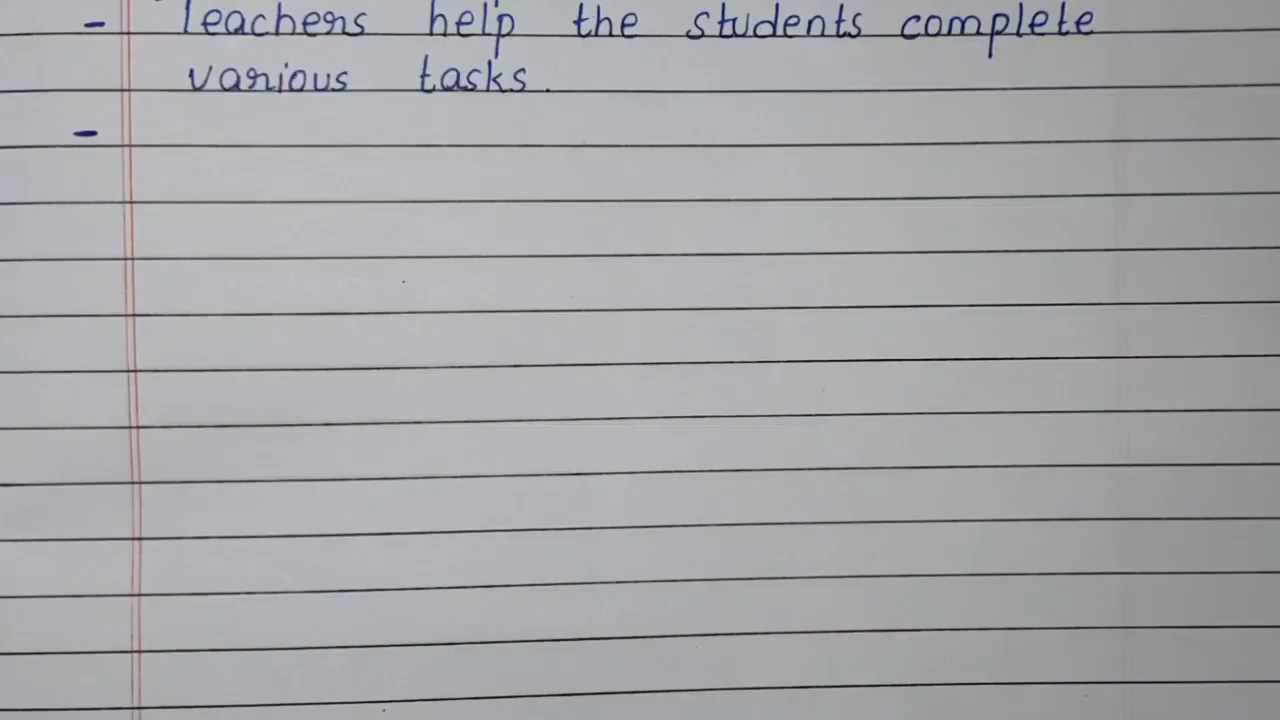 - Teachers help the students complete
various tasks.
-